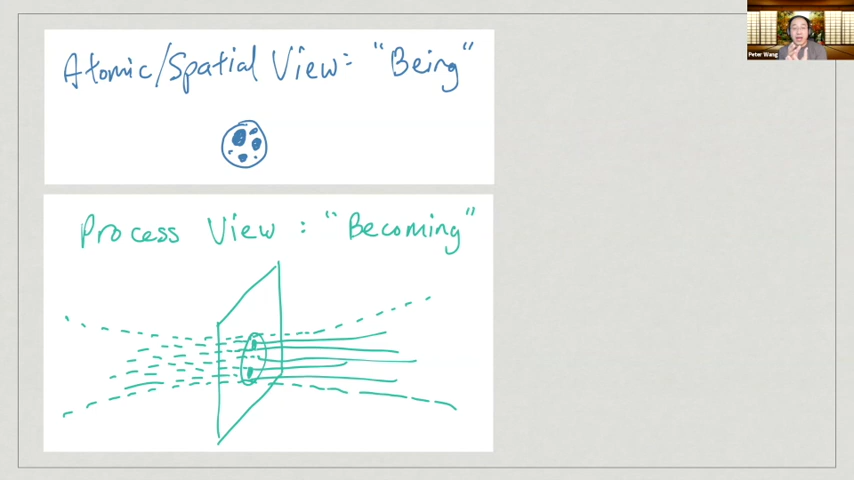 Atomic/Spatial View: "Being"
Process View : "Becoming"
Peter Wang